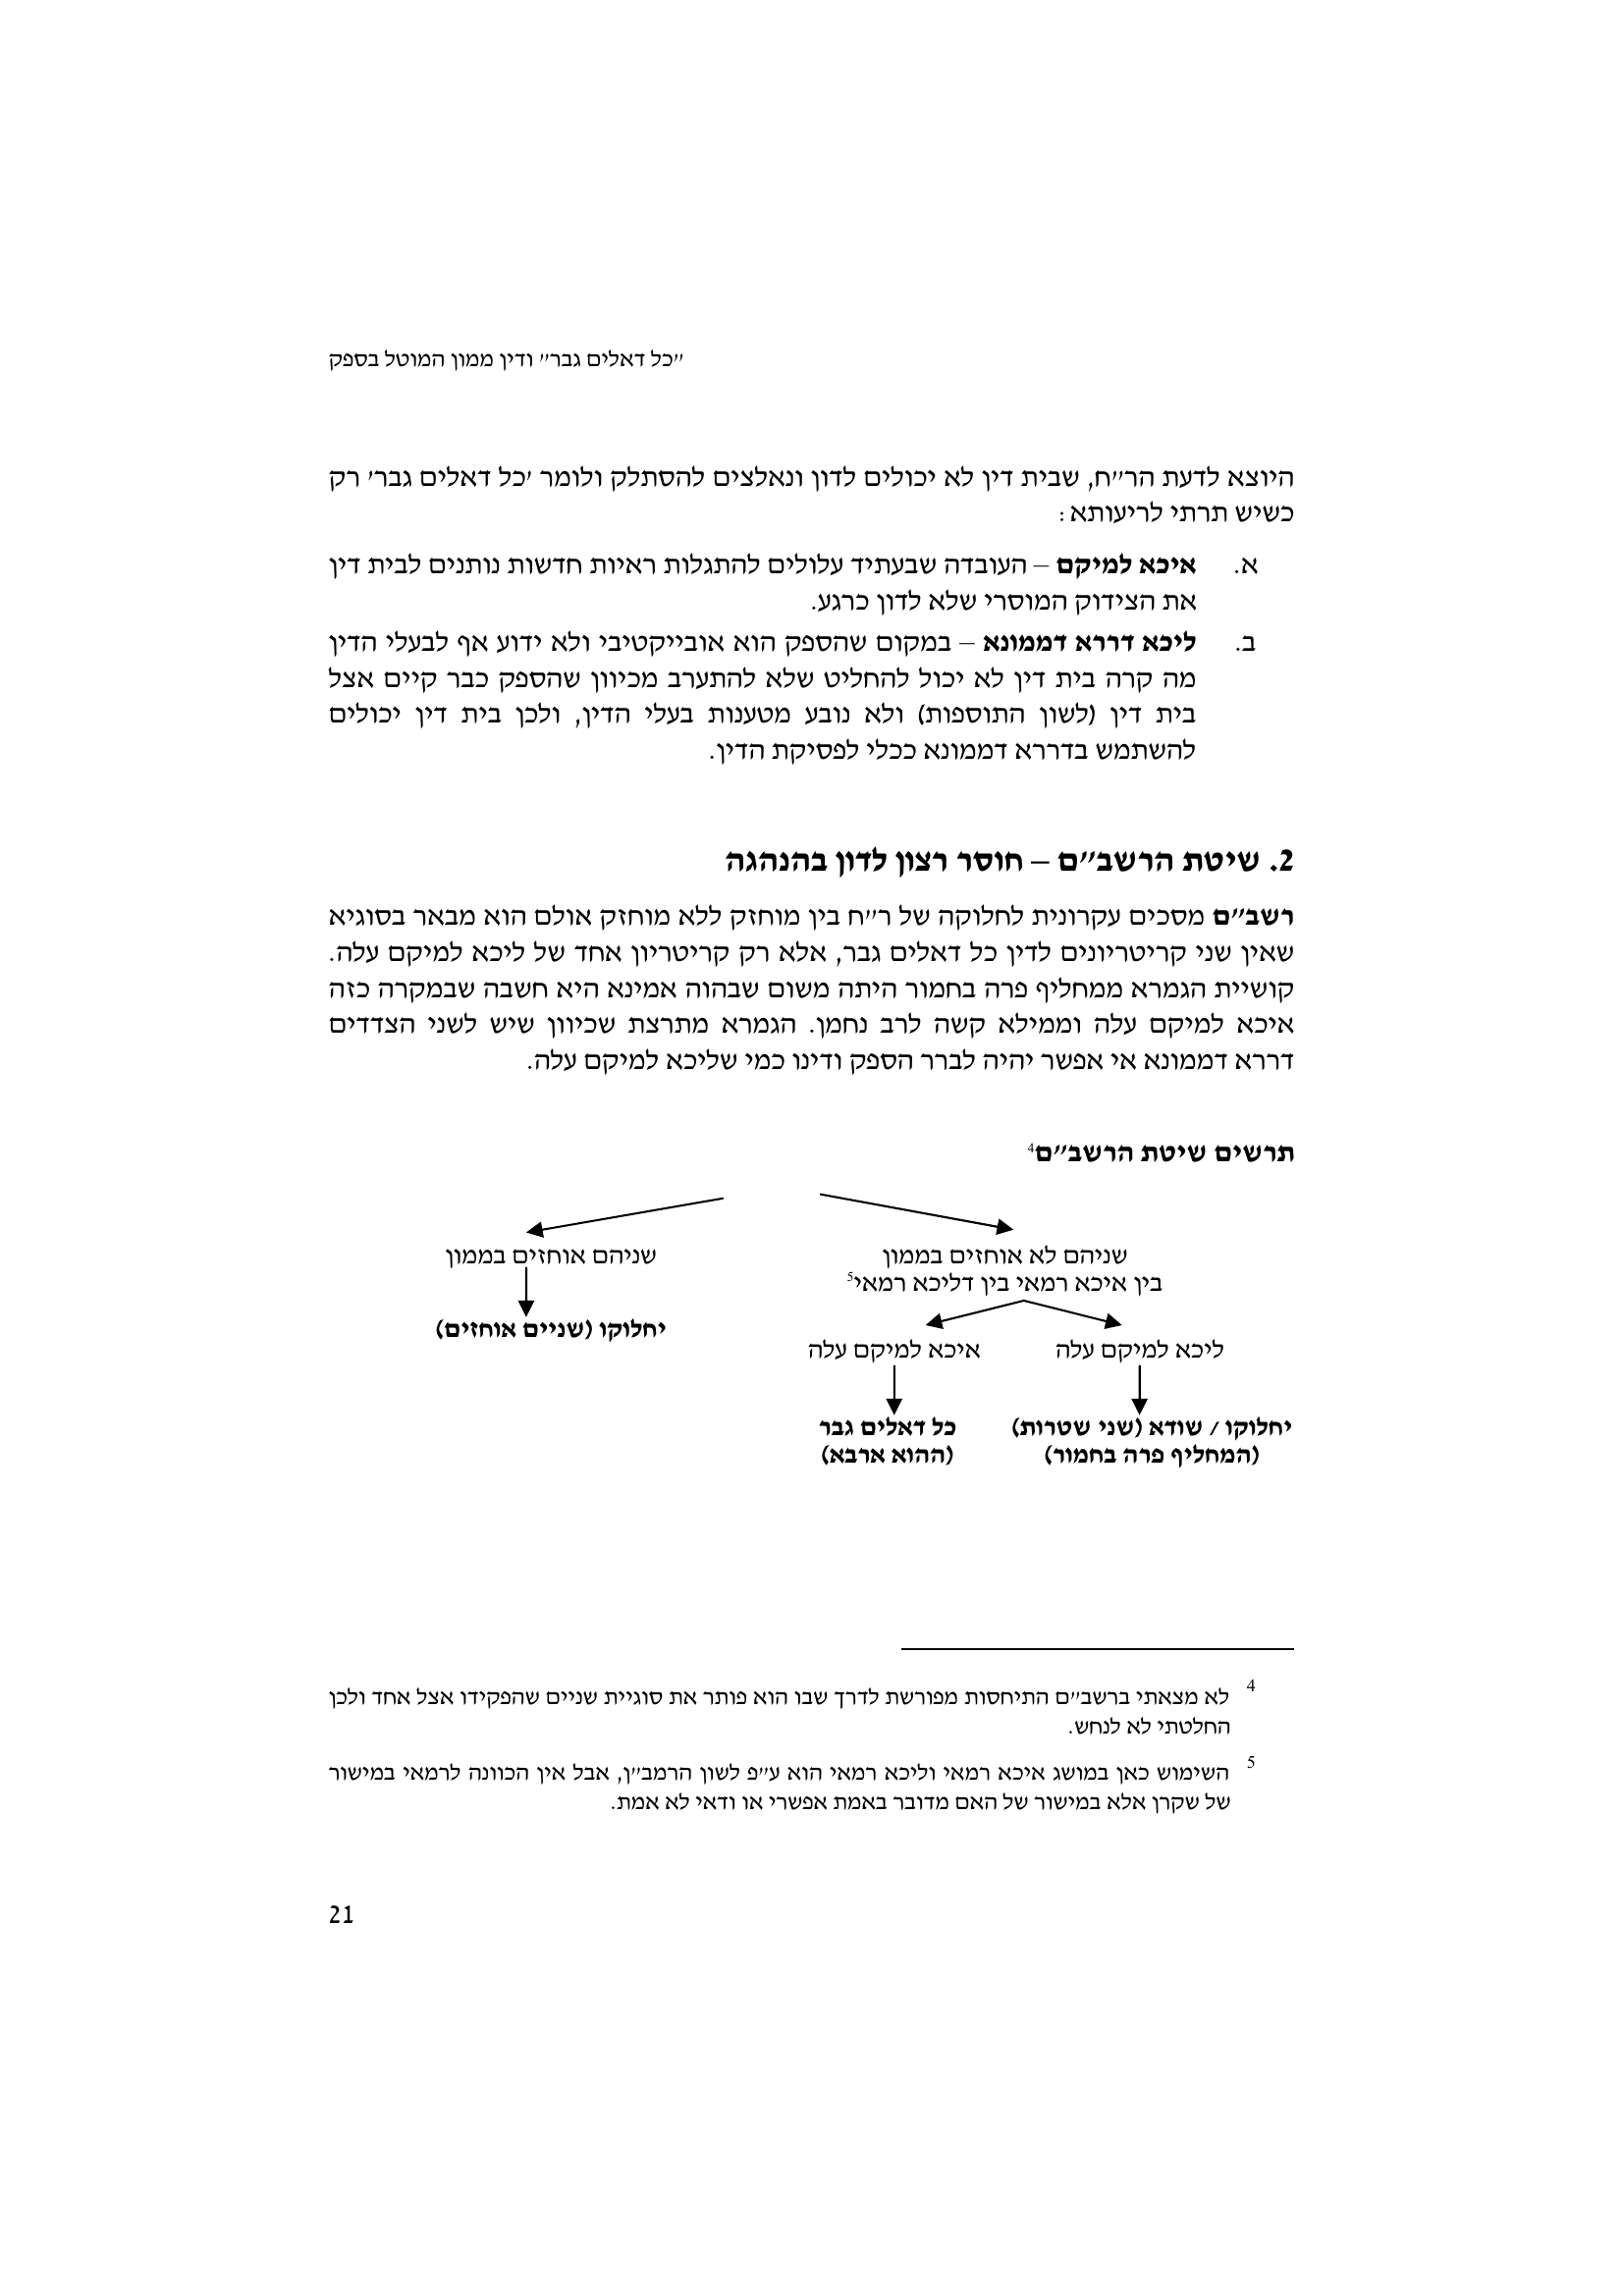 "כל דאלים גבר" ודין ממון המוטל בספק
היוצא לדעת הר"ח, שבית דין לא יכולים לדון ונאלצים להסתלק ולומר 'כל דאלים גבר' רק
כשיש תרתי לריעותא:
א. איכא למיקם – העובדה שבעתיד עלולים להתגלות ראיות חדשות נותנים לבית דין
את הצידוק המוסרי שלא לדון כרגע.
ב. ליכא דררא דממונא – במקום שהספק הוא אובייקטיבי ולא ידוע אף לבעלי הדין
מה קרה בית דין לא יכול להחליט שלא להתערב מכיוון שהספק כבר קיים אצל
בית דין (לשון התוספות) ולא נובע מטענות בעלי הדין, ולכן בית דין יכולים
להשתמש בדררא דממונא ככלי לפסיקת הדין.
2. שיטת הרשב"ם – חוסר רצון לדון בהנהגה
רשב"ם מסכים עקרונית לחלוקה של ר"ח בין מוחזק ללא מוחזק אולם הוא מבאר בסוגיא
שאין שני קריטריונים לדין כל דאלים גבר, אלא רק קריטריון אחד של ליכא למיקם עלה.
קושיית הגמרא ממחליף פרה בחמור היתה משום שבהוה אמינא היא חשבה שבמקרה כזה
איכא למיקם עלה וממילא קשה לרב נחמן. הגמרא מתרצת שכיוון שיש לשני הצדדים
דררא דממונא אי אפשר יהיה לברר הספק ודינו כמי שליכא למיקם עלה.
תרשים שיטת הרשב"ם4
שניהם לא אוחזים בממון
בין איכא רמאי בין דליכא רמאי5
שניהם אוחזים בממון
יחלוקו (שניים אוחזים)
ליכא למיקם עלה
איכא למיקם עלה
יחלוקו / שודא (שני שטרות)
(המחליף פרה בחמור)
כל דאלים גבר
(ההוא ארבא)
4 לא מצאתי ברשב"ם התיחסות מפורשת לדרך שבו הוא פותר את סוגיית שניים שהפקידו אצל אחד ולכן
החלטתי לא לנחש.
5 השימוש כאן במושג איכא רמאי וליכא רמאי הוא ע"פ לשון הרמב"ן, אבל אין הכוונה לרמאי במישור
של שקרן אלא במישור של האם מדובר באמת אפשרי או ודאי לא אמת.
21